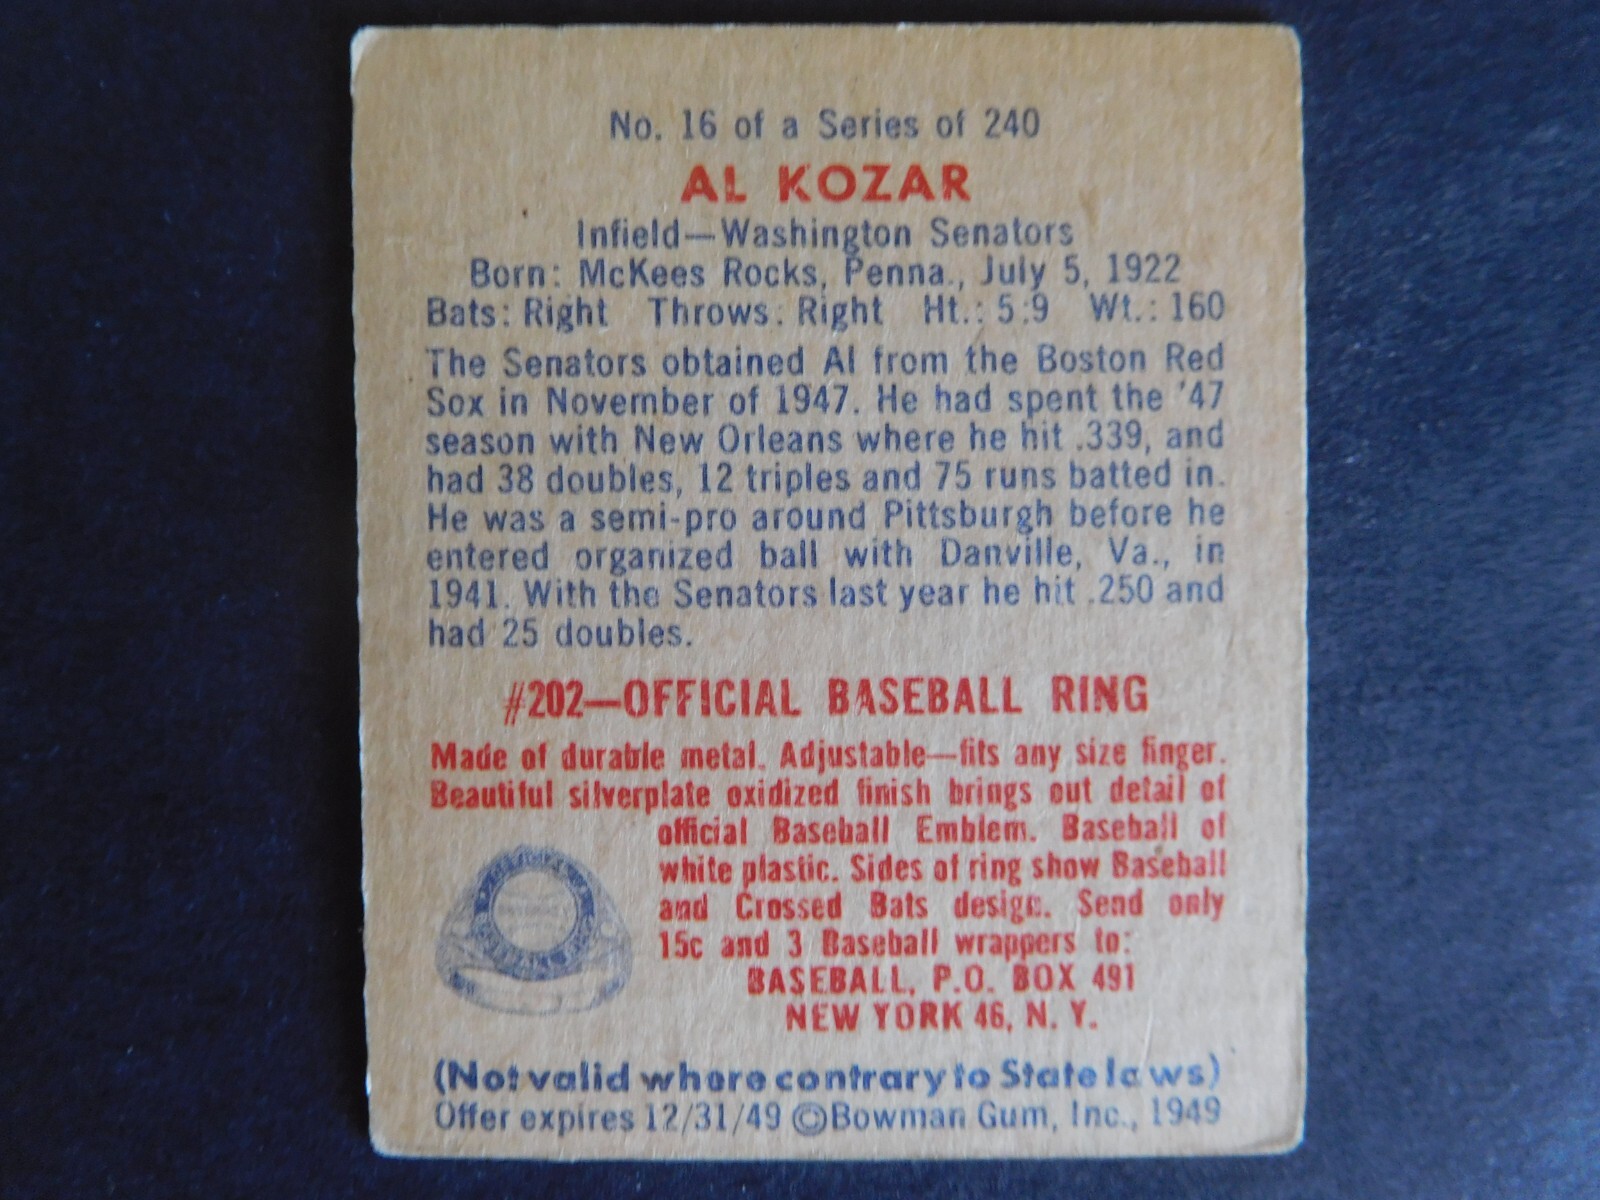 No. 16 of a Series of 240
AL KOZAR
Infield—Washington Senators
Born: McKees Rocks, Penna., July 5, 1922
Bats: Right Throws: Right Ht.: 5:9 Wt.: 160
The Senators obtained Al from the Boston Red
Sox in November of 1947. He had spent the '47
season with New Orleans where he hit .339, and
had 38 doubles, 12 triples and 75 runs batted in.
He was a semi-pro around Pittsburgh before he
entered organized ball with Danville, Va., in
1941. With the Senators last year he hit .250 and
had 25 doubles.
#202—OFFICIAL BASEBALL RING
Made of durable metal. Adjustable—fits any size finger.
Beautiful silverplate oxidized finish brings out detail of
official Baseball Emblem. Baseball of
white plastic. Sides of ring show Baseball
and Crossed Bats design. Send only
15c and 3 Baseball wrappers to:
BASEBALL, P.O. BOX 491
NEW YORK 46, N. Y.
(Not valid where contrary to State laws)
Offer expires 12/31/49 ©Bowman Gum, Inc., 1949